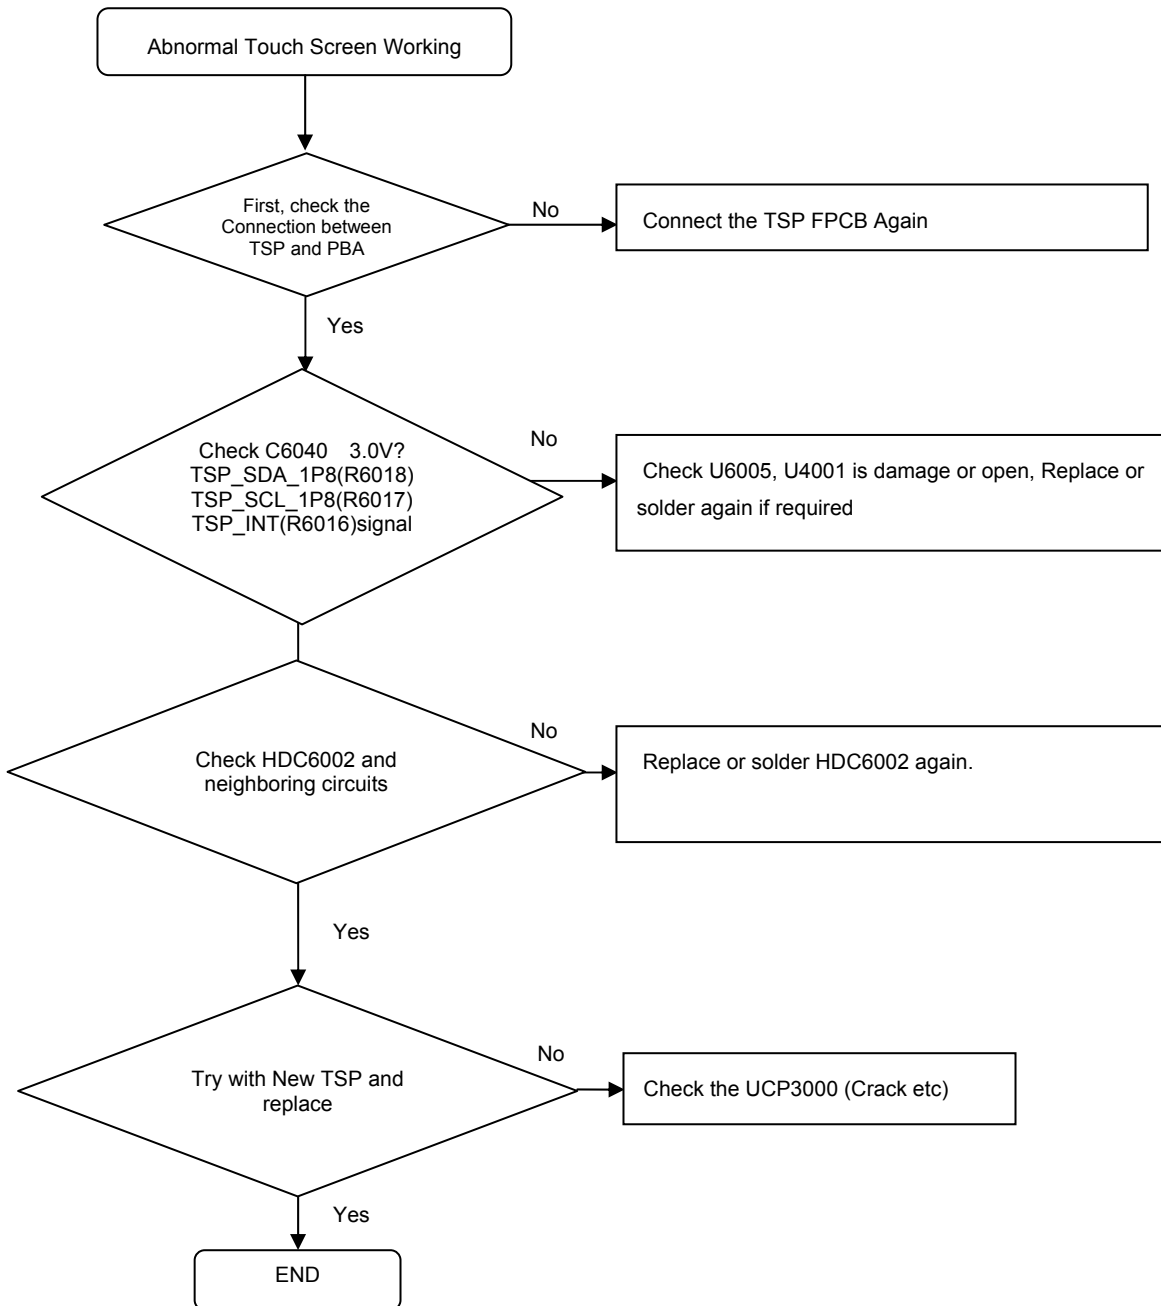 Abnormal Touch Screen Working
First, check the
Connection between
TSP and PBA
No
Connect the TSP FPCB Again
Yes
Check C6040    3.0V?
TSP_SDA_1P8(R6018)
TSP_SCL_1P8(R6017)
TSP_INT(R6016)signal
No
Check U6005, U4001 is damage or open, Replace or
solder again if required
Check HDC6002 and
neighboring circuits
No
Replace or solder HDC6002 again.
Yes
Try with New TSP and
replace
No
Check the UCP3000 (Crack etc)
Yes
END